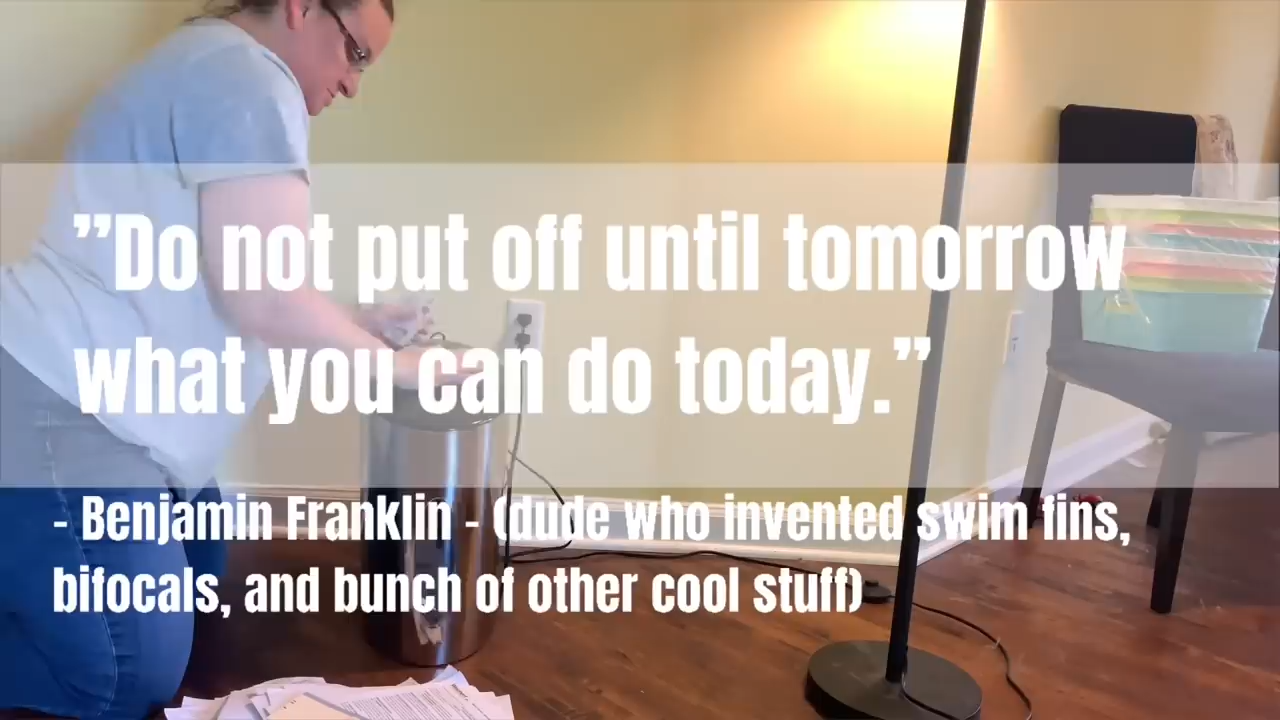 ”Do not put off until tomorrow
what you can do today.”
- Benjamin Franklin - (dude who invented swim fins,
bifocals, and bunch of other cool stuff)